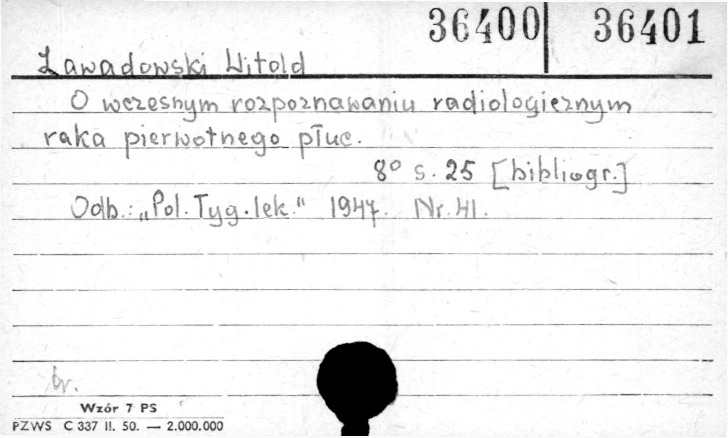 36400 | 36401
Zawadowski Witold
O wczesnym rozpoznawaniu radiologicznym
raka pierwotnego płuc.
8° s. 25 [bibliogr.]
Odb.: „Pol. Tyg. lek." 1947. Nr. 41.
br.
Wzór 7 PS
PZWS C 337 II. 50. — 2.000.000